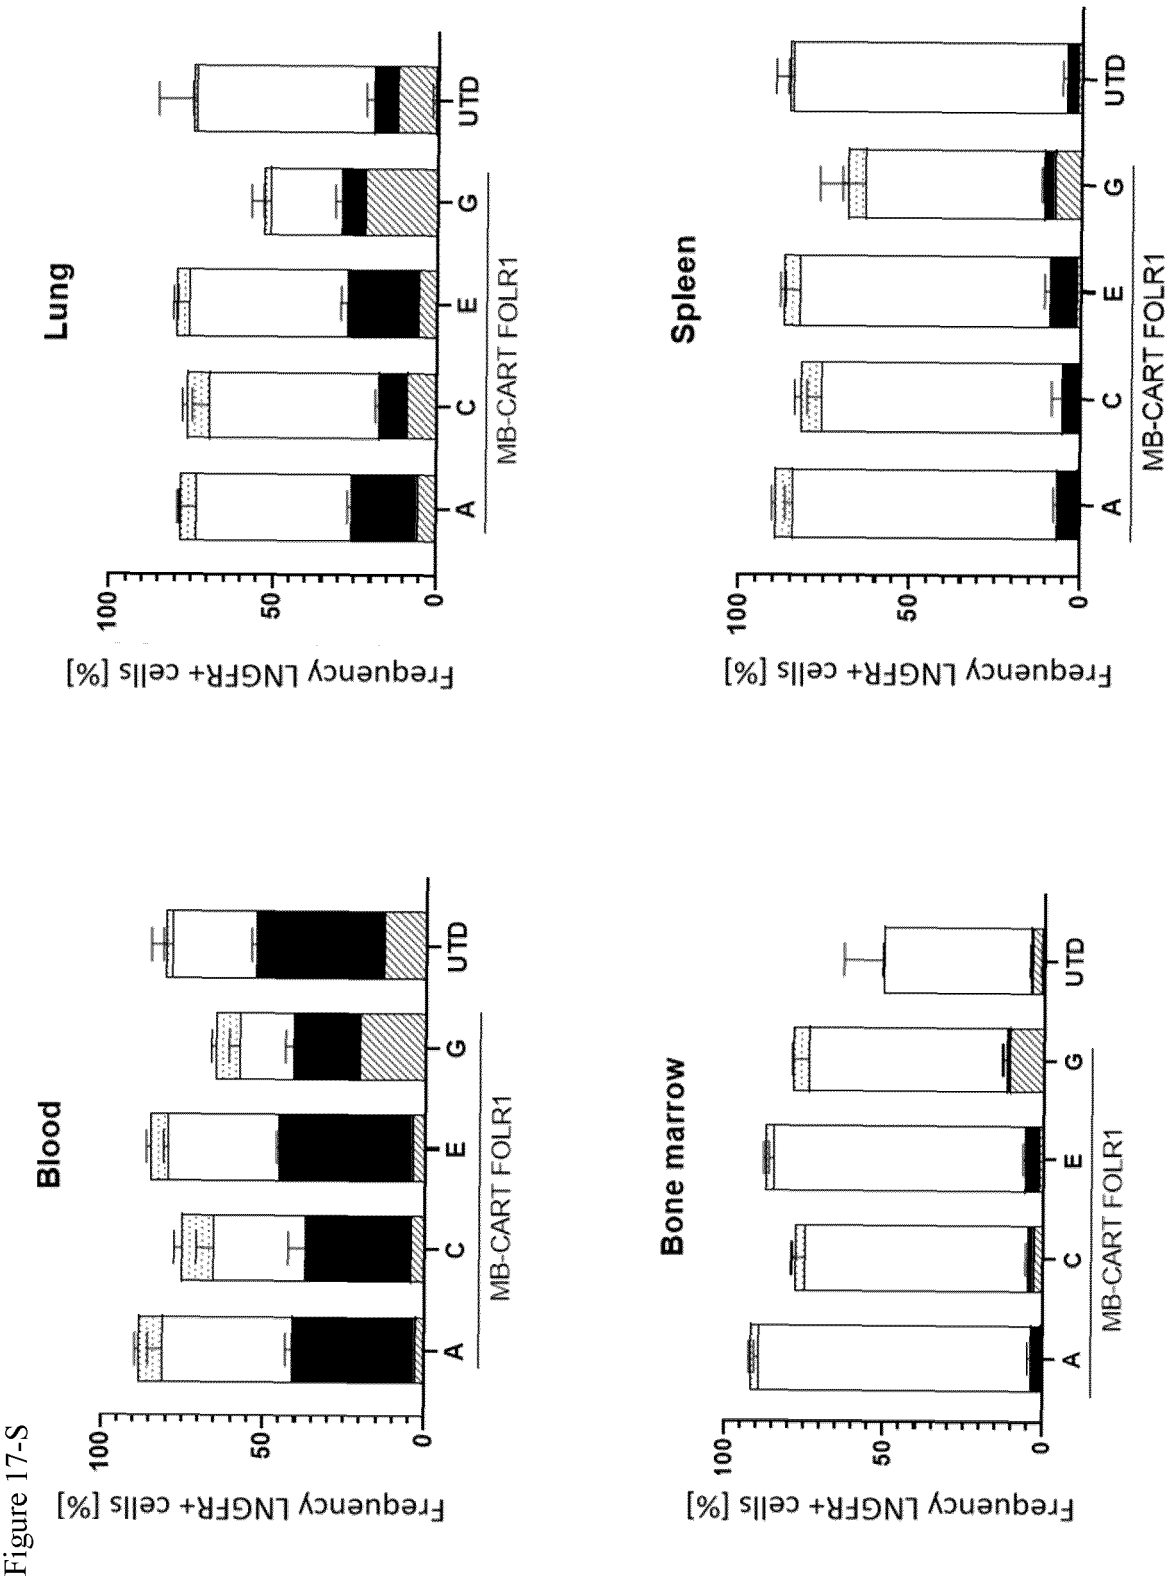 Figure 17-S
Blood
Frequency LNGFR+ cells [%]
100
50
0
A C E G UTD
MB-CART FOLR1
Lung
Frequency LNGFR+ cells [%]
100
50
0
A C E G UTD
MB-CART FOLR1
Bone marrow
Frequency LNGFR+ cells [%]
100
50
0
A C E G UTD
MB-CART FOLR1
Spleen
Frequency LNGFR+ cells [%]
100
50
0
A C E G UTD
MB-CART FOLR1